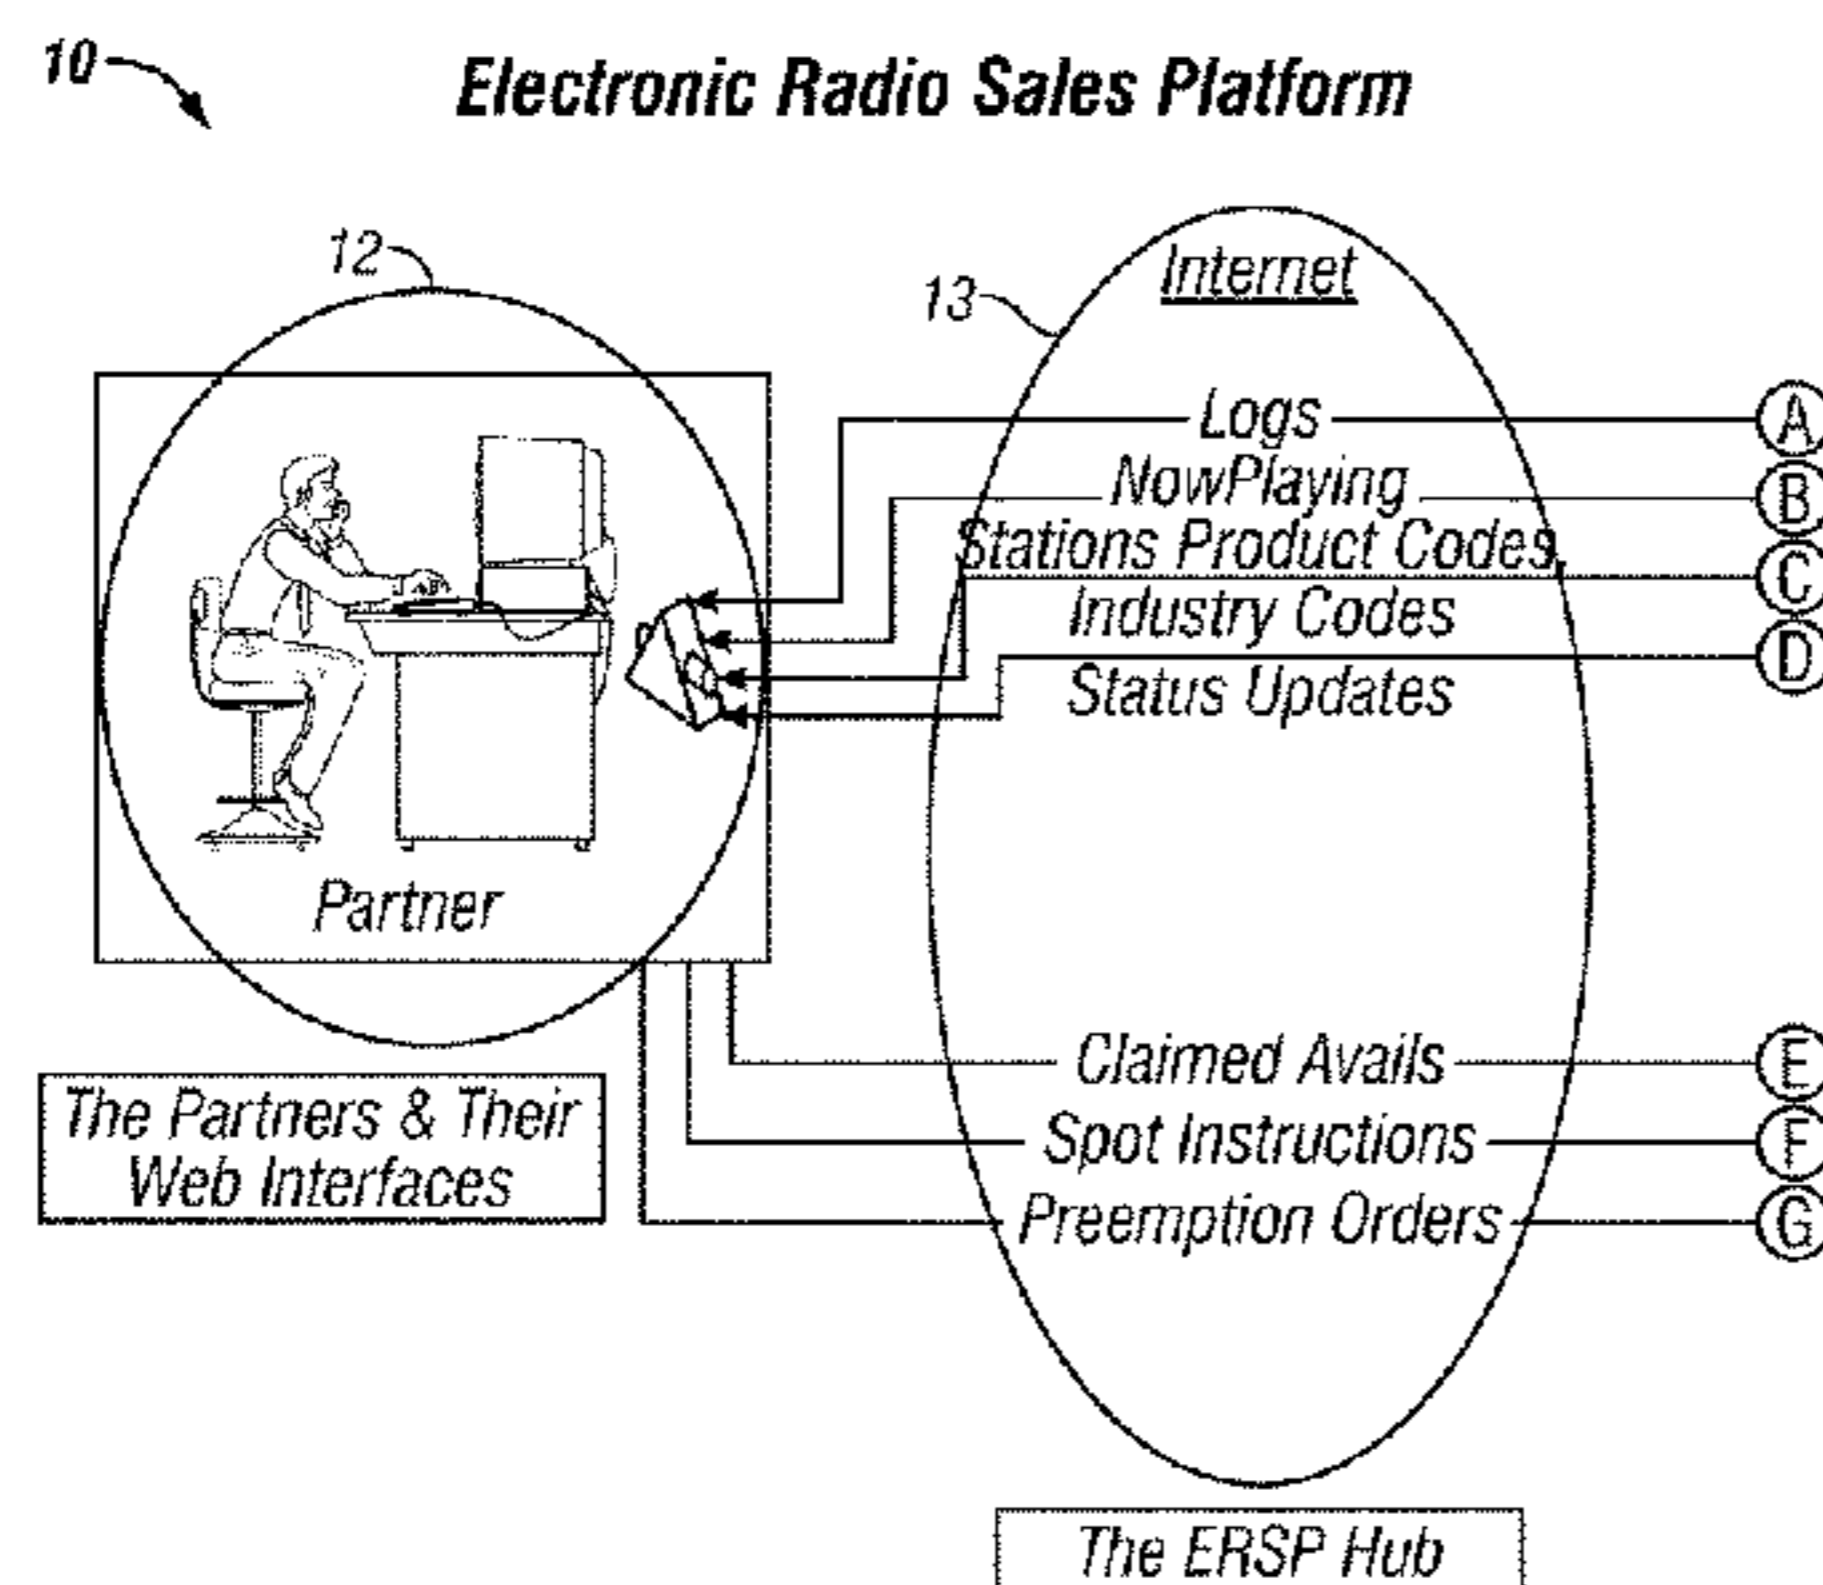 10
Electronic Radio Sales Platform
12
13
Internet
Logs
A
NowPlaying
B
Stations Product Codes
C
Industry Codes
D
Status Updates
Partner
Claimed Avails
E
The Partners & Their
Web Interfaces
Spot Instructions
F
Preemption Orders
G
The ERSP Hub